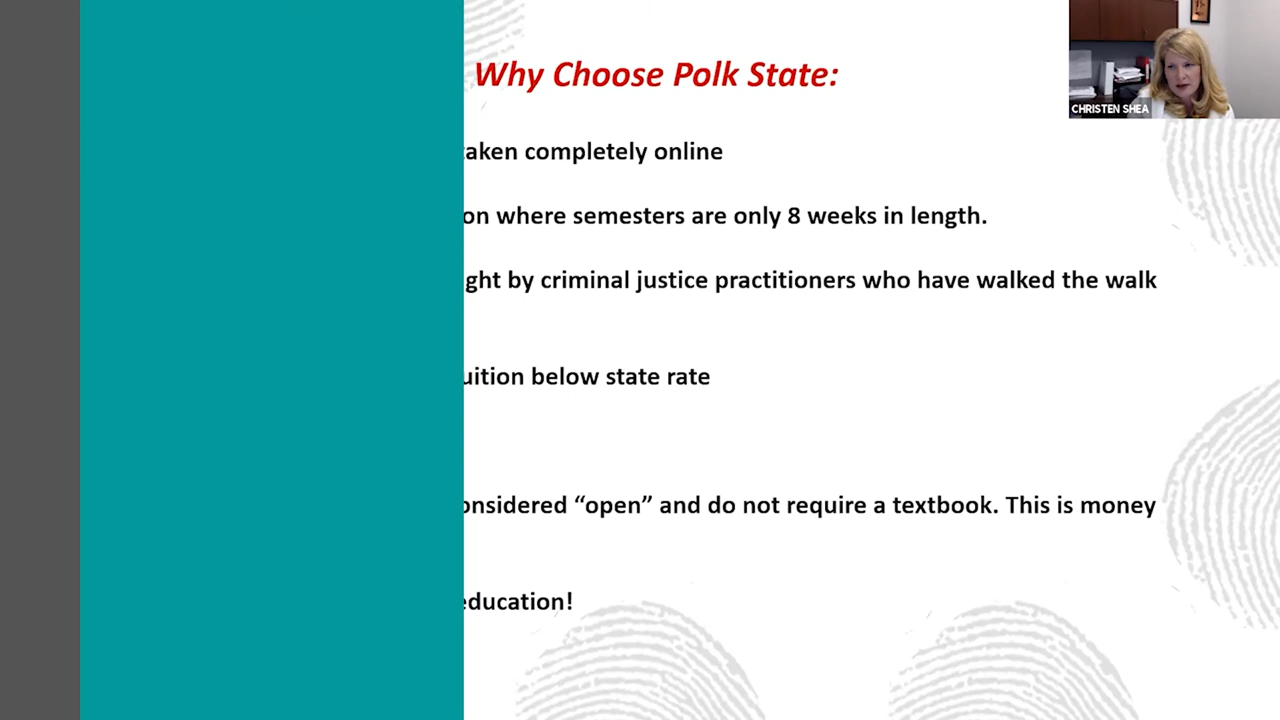 Why Choose Polk State:
CHRISTEN SHEA
taken completely online
on where semesters are only 8 weeks in length.
ght by criminal justice practitioners who have walked the walk
uition below state rate
onsidered “open” and do not require a textbook. This is money
education!